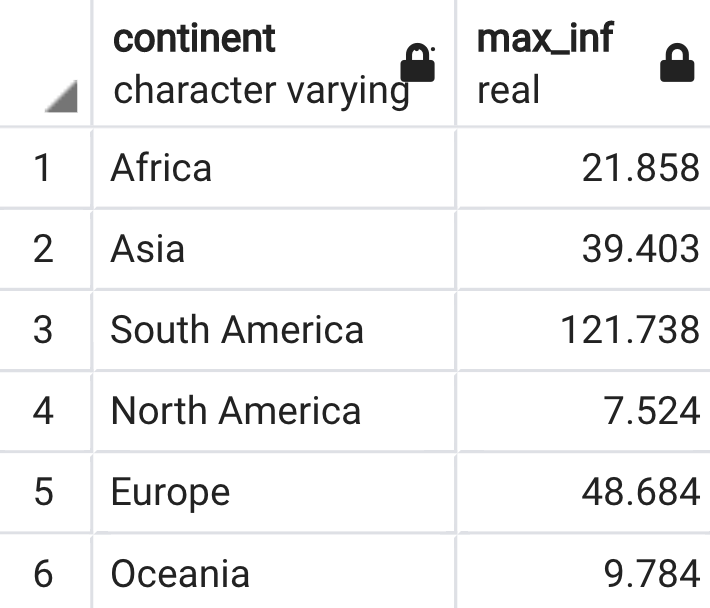 continent max_inf
character varying real
1 Africa 21.858
2 Asia 39.403
3 South America 121.738
4 North America 7.524
5 Europe 48.684
6 Oceania 9.784